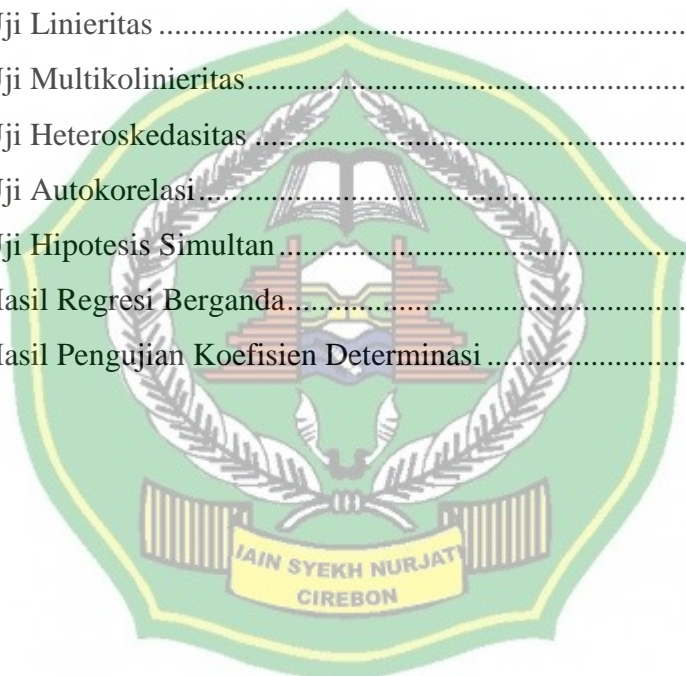 Uji Linieritas ........................................................
Uji Multikolinieritas.............................................
Uji Heteroskedasitas ............................................
Uji Autokorelasi...................................................
Uji Hipotesis Simultan .........................................
Hasil Regresi Berganda........................................
Hasil Pengujian Koefisien Determinasi .....................
IAIN SYEKH NURJATI
CIREBON